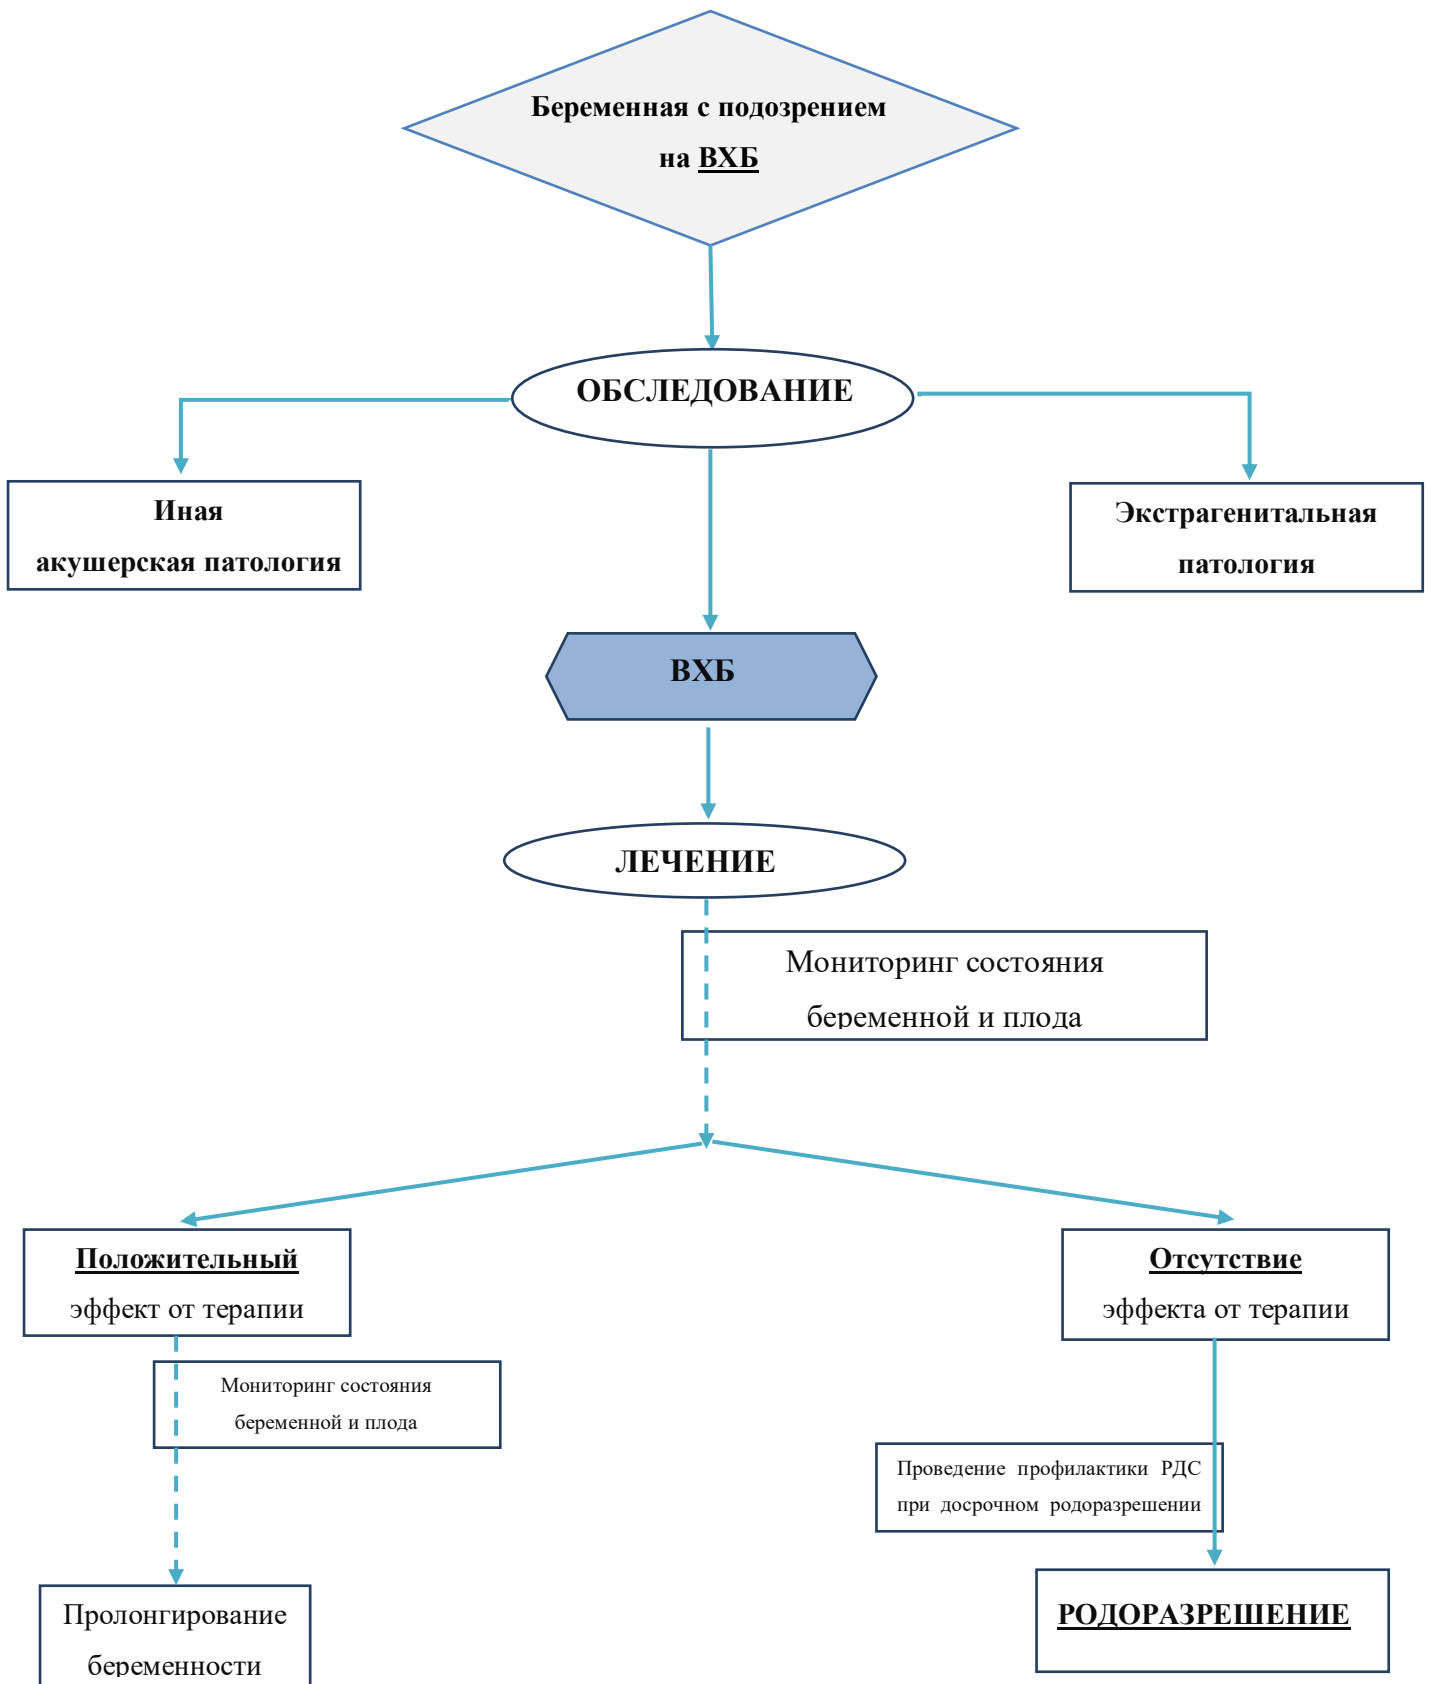 Беременная с подозрением
на ВХБ
ОБСЛЕДОВАНИЕ
Иная
акушерская патология
Экстрагенитальная
патология
ВХБ
ЛЕЧЕНИЕ
Мониторинг состояния
беременной и плода
Положительный
эффект от терапии
Отсутствие
эффекта от терапии
Мониторинг состояния
беременной и плода
Проведение профилактики РДС
при досрочном родоразрешении
Пролонгирование
беременности
РОДОРАЗРЕШЕНИЕ